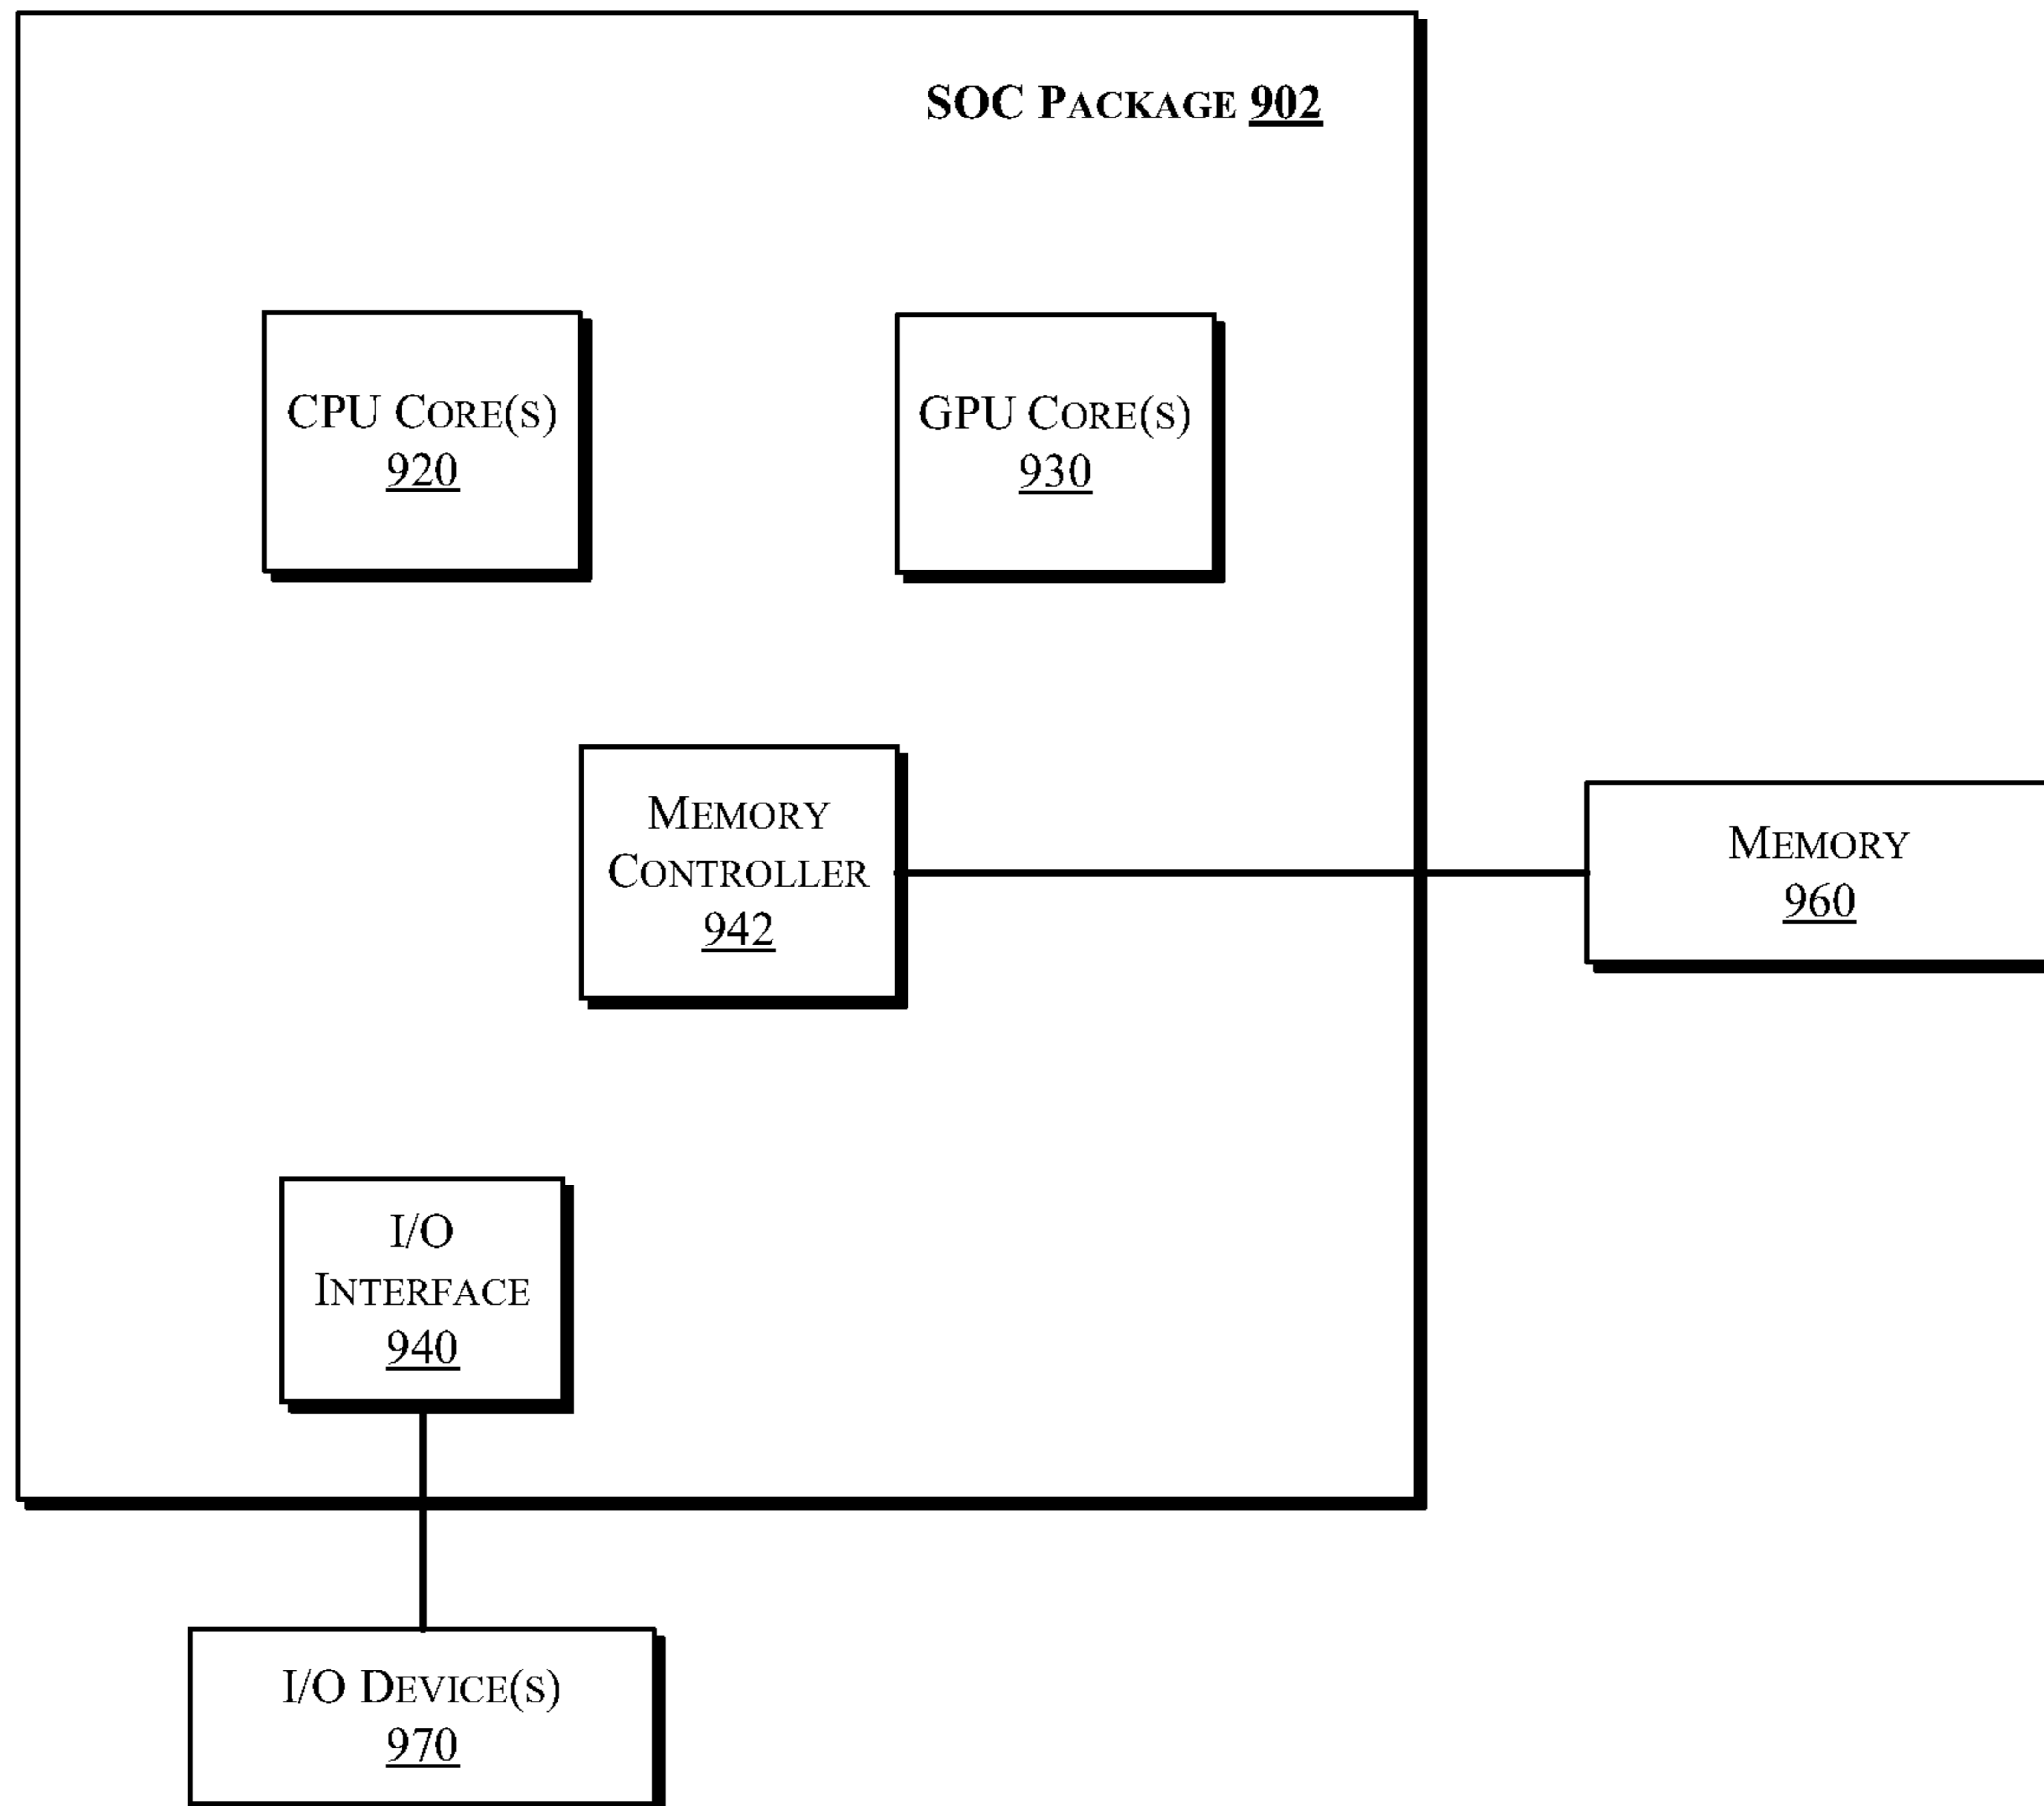 SOC PACKAGE 902
CPU CORE(S)
920
GPU CORE(S)
930
MEMORY
CONTROLLER
942
MEMORY
960
I/O
INTERFACE
940
I/O DEVICE(S)
970